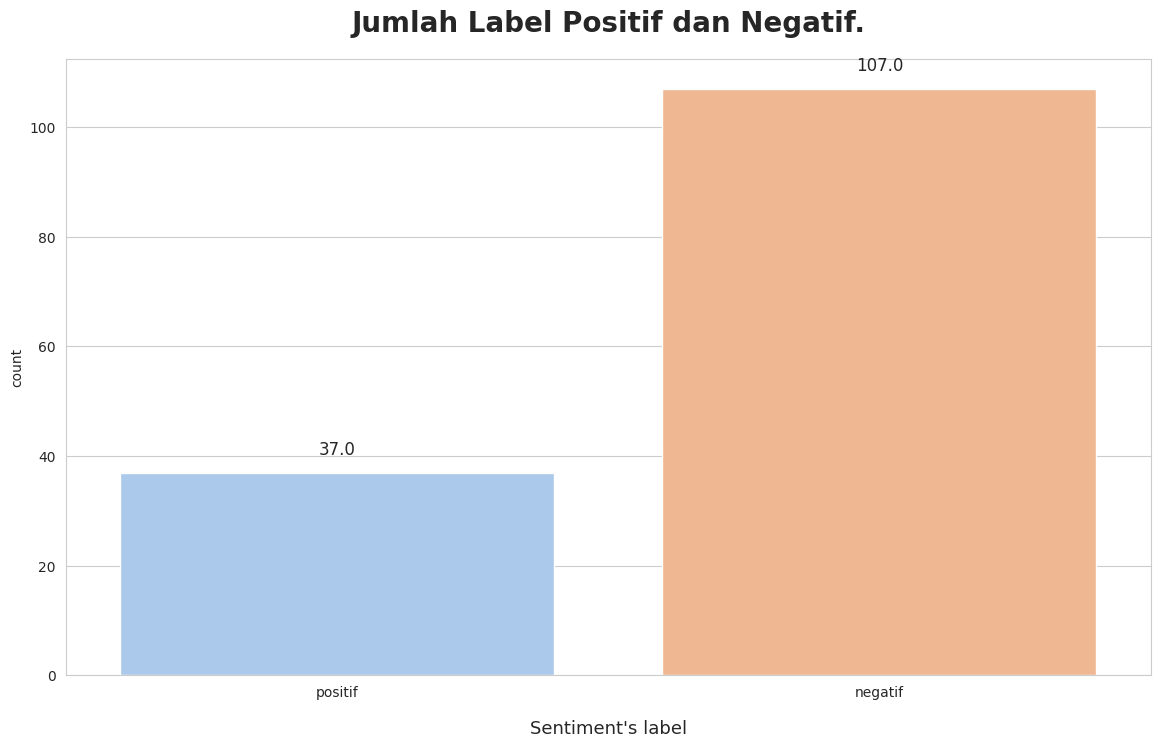 Jumlah Label Positif dan Negatif.
107.0
100
80
60
count
40
37.0
20
0
positif
negatif
Sentiment's label